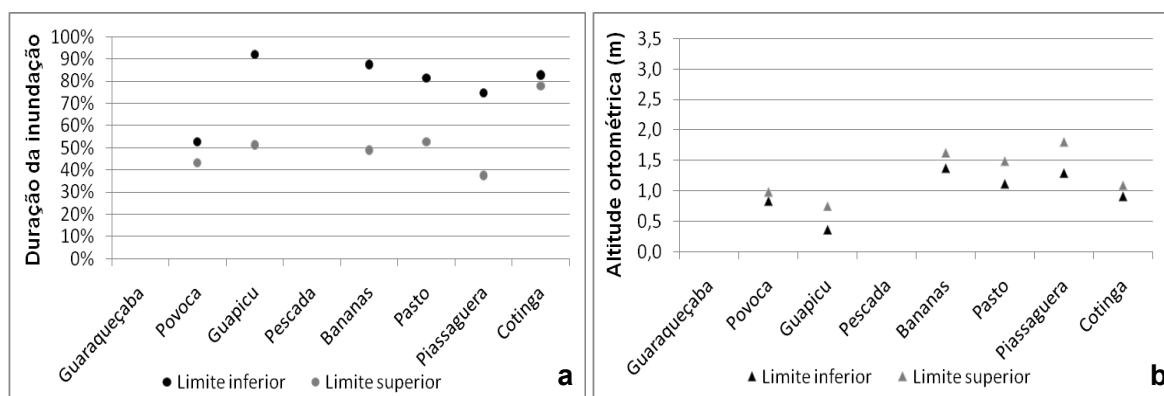 Duração da inundação
100%
90%
80%
70%
60%
50%
40%
30%
20%
10%
0%
Guaraqueçaba
Povoca
Guapicu
Pescada
Bananas
Pasto
Piassaguera
Cotinga
Limite inferior
Limite superior
a
Altitude ortométrica (m)
3,5
3,0
2,5
2,0
1,5
1,0
0,5
0,0
Guaraqueçaba
Povoca
Guapicu
Pescada
Bananas
Pasto
Piassaguera
Cotinga
Limite inferior
Limite superior
b